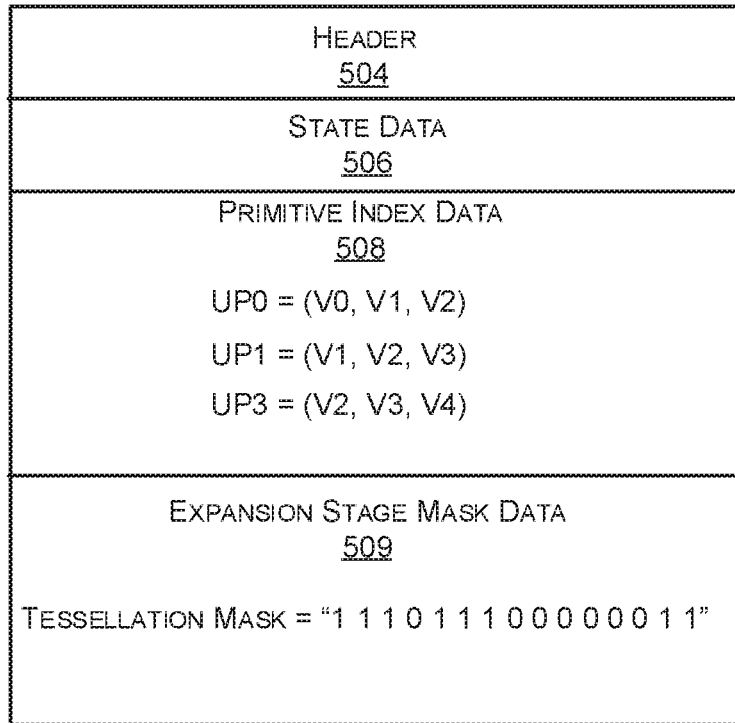 HEADER
504
STATE DATA
506
PRIMITIVE INDEX DATA
508
UP0 = (V0, V1, V2)
UP1 = (V1, V2, V3)
UP3 = (V2, V3, V4)
EXPANSION STAGE MASK DATA
509
TESSELLATION MASK = “1 1 1 0 1 1 1 0 0 0 0 0 0 1 1”